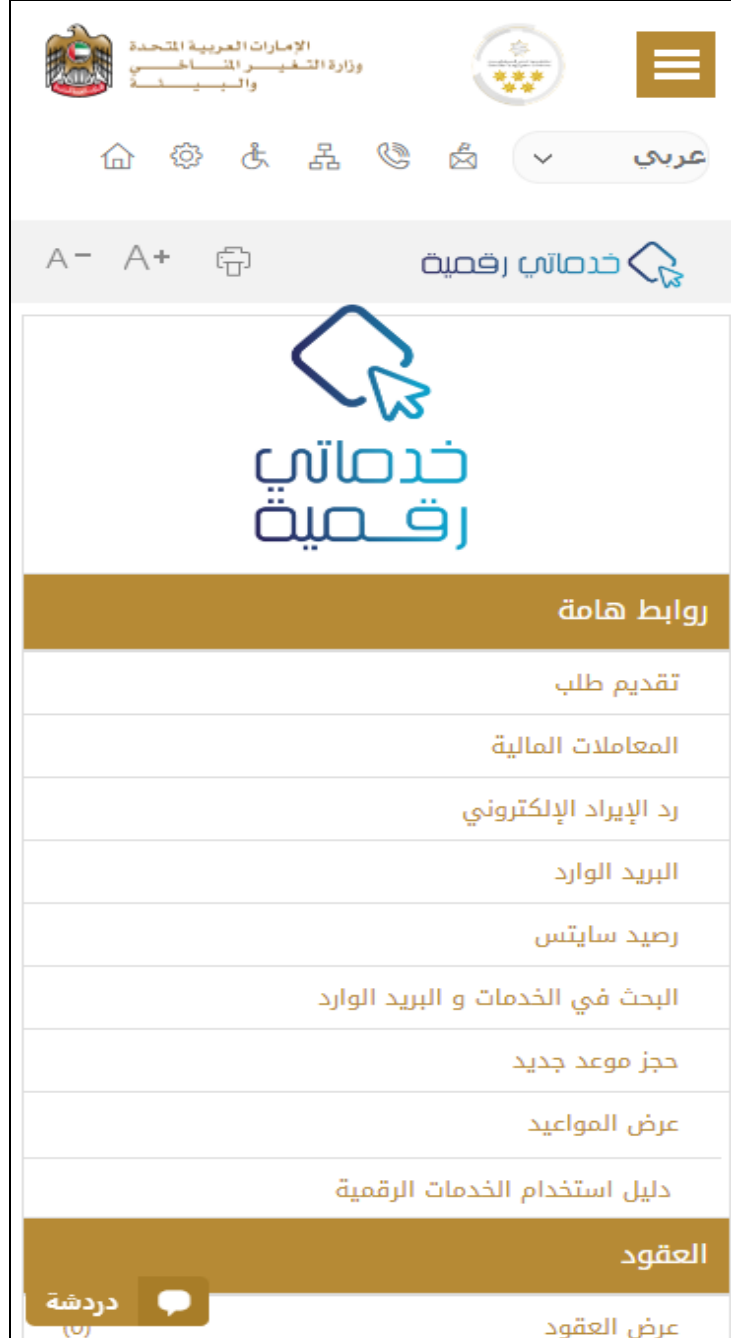 الإمارات العربية المتحدة
وزارة التغيير المناخي
والبيئة
عربي
خدماتي رقمية
A+
A-
خدماتي
رقمية
روابط هامة
تقديم طلب
المعاملات المالية
رد الإيراد الإلكتروني
البريد الوارد
رصيد سايتس
البحث في الخدمات و البريد الوارد
حجز موعد جديد
عرض المواعيد
دليل استخدام الخدمات الرقمية
العقود
عرض العقود
(0)
دردشة